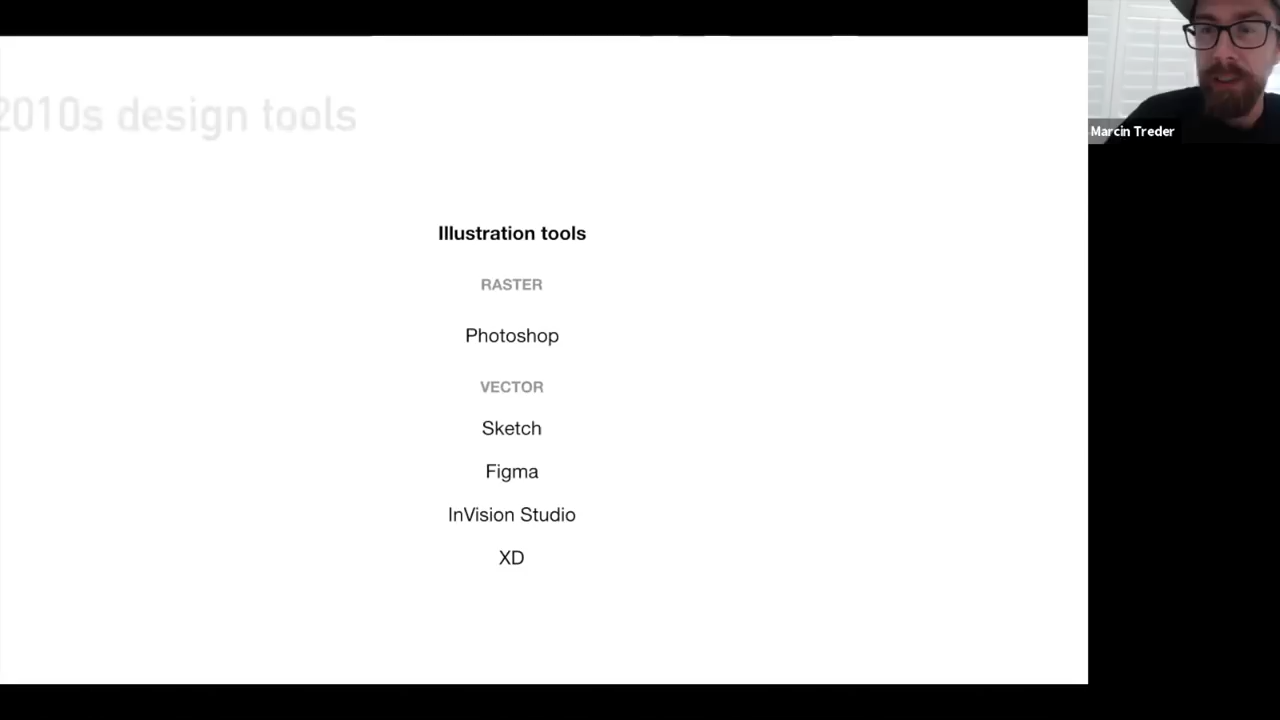 2010s design tools
Illustration tools
RASTER
Photoshop
VECTOR
Sketch
Figma
InVision Studio
XD
Marcin Treder